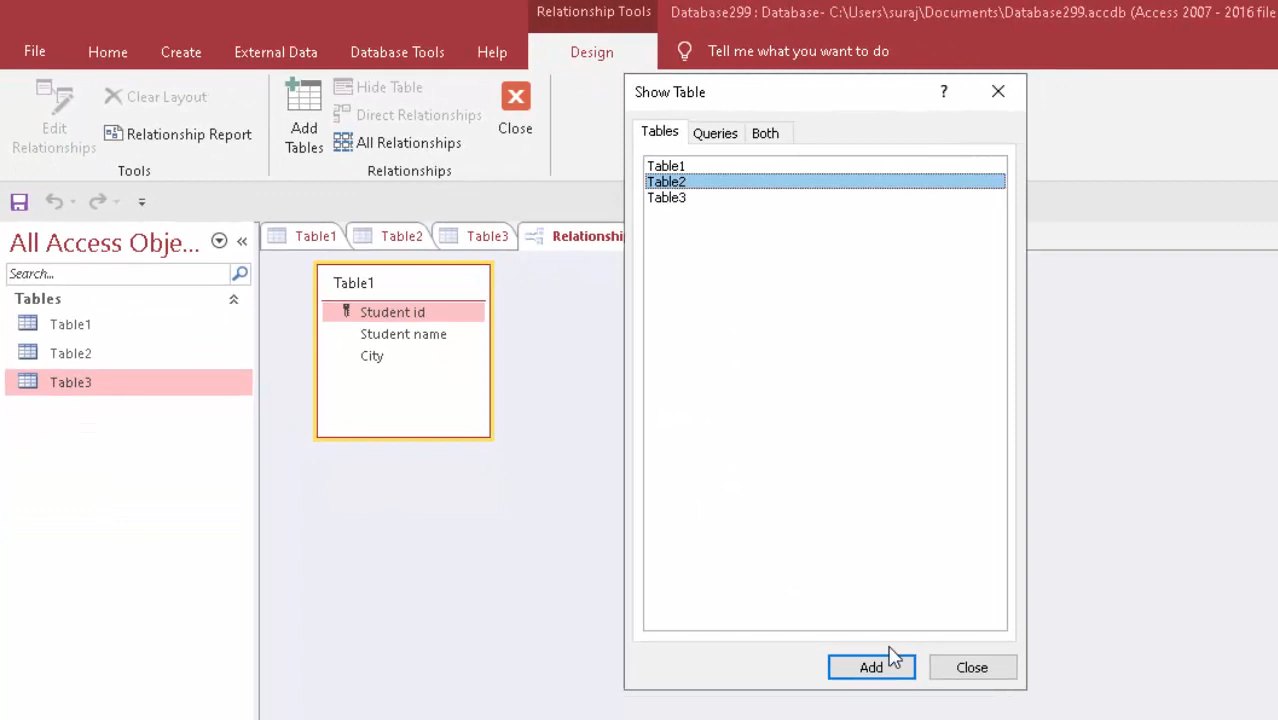 Relationship Tools
Database299 : Database- C:\Users\suraj\Documents\Database299.accdb (Access 2007 - 2016 file
File Home Create External Data Database Tools Help Design Tell me what you want to do
Edit Relationships
Clear Layout
Relationship Report
Tools
Add Tables
Hide Table
Direct Relationships
All Relationships
Close
Relationships
All Access Obje...
Search...
Tables
Table1
Table2
Table3
Table1 Table2 Table3 Relationshi
Table1
Student id
Student name
City
Show Table ?
Tables Queries Both
Table1
Table2
Table3
Add Close